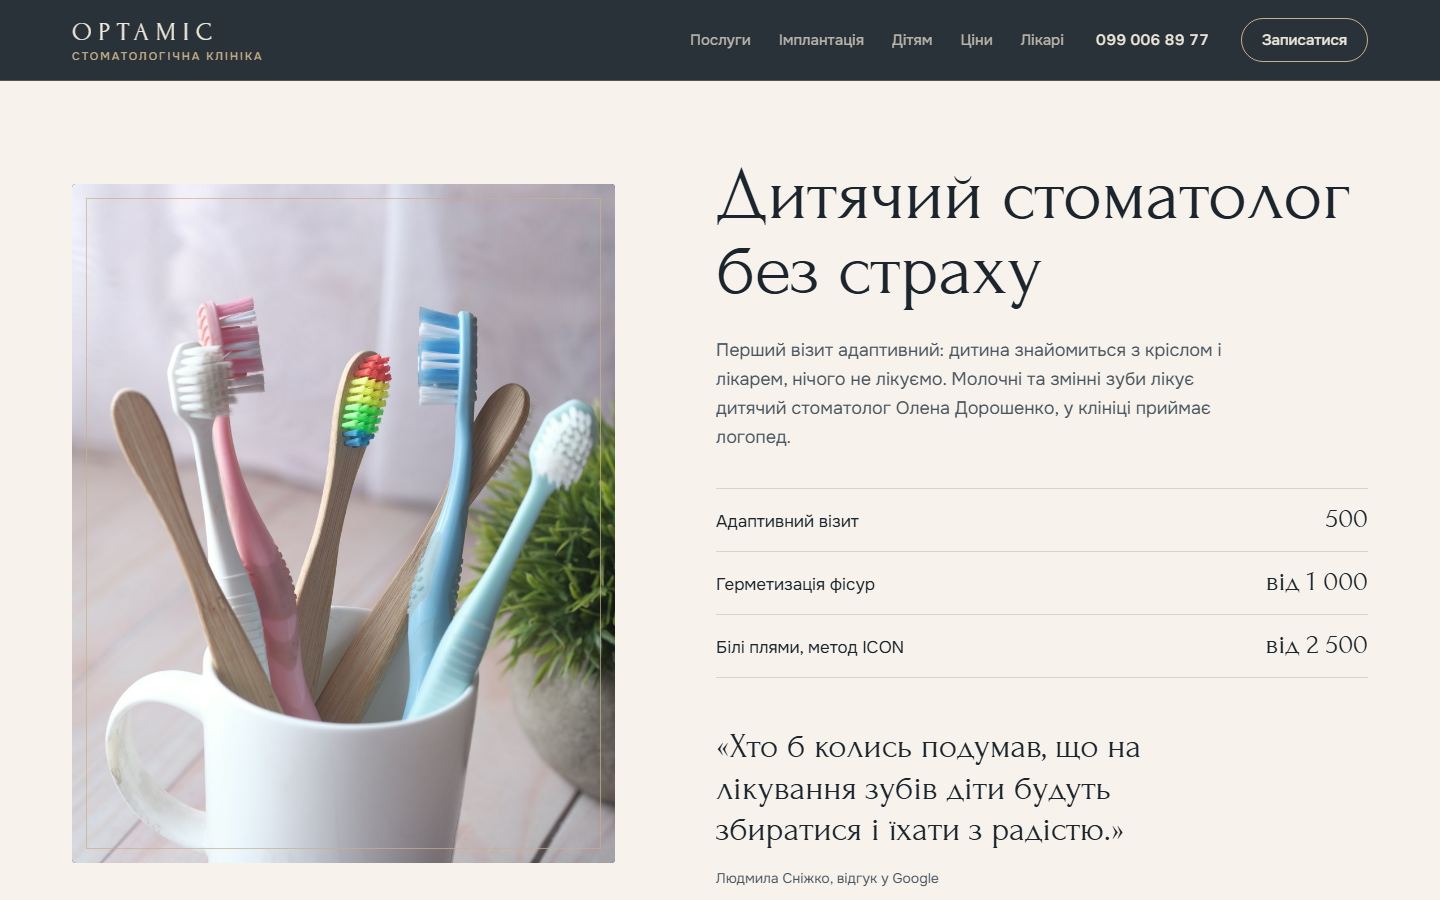 OPTAMIC
СТОМАТОЛОГІЧНА КЛІНІКА
Послуги Імплантація Дітям Ціни Лікарі 099 006 89 77 Записатися
Дитячий стоматолог
без страху
Перший візит адаптивний: дитина знайомиться з кріслом і
лікарем, нічого не лікуємо. Молочні та змінні зуби лікує
дитячий стоматолог Олена Дорошенко, у клініці приймає
логопед.
Адаптивний візит 500
Герметизація фісур від 1 000
Білі плями, метод ICON від 2 500
«Хто б колись подумав, що на
лікування зубів діти будуть
збиратися і їхати з радістю.»
Людмила Сніжко, відгук у Google